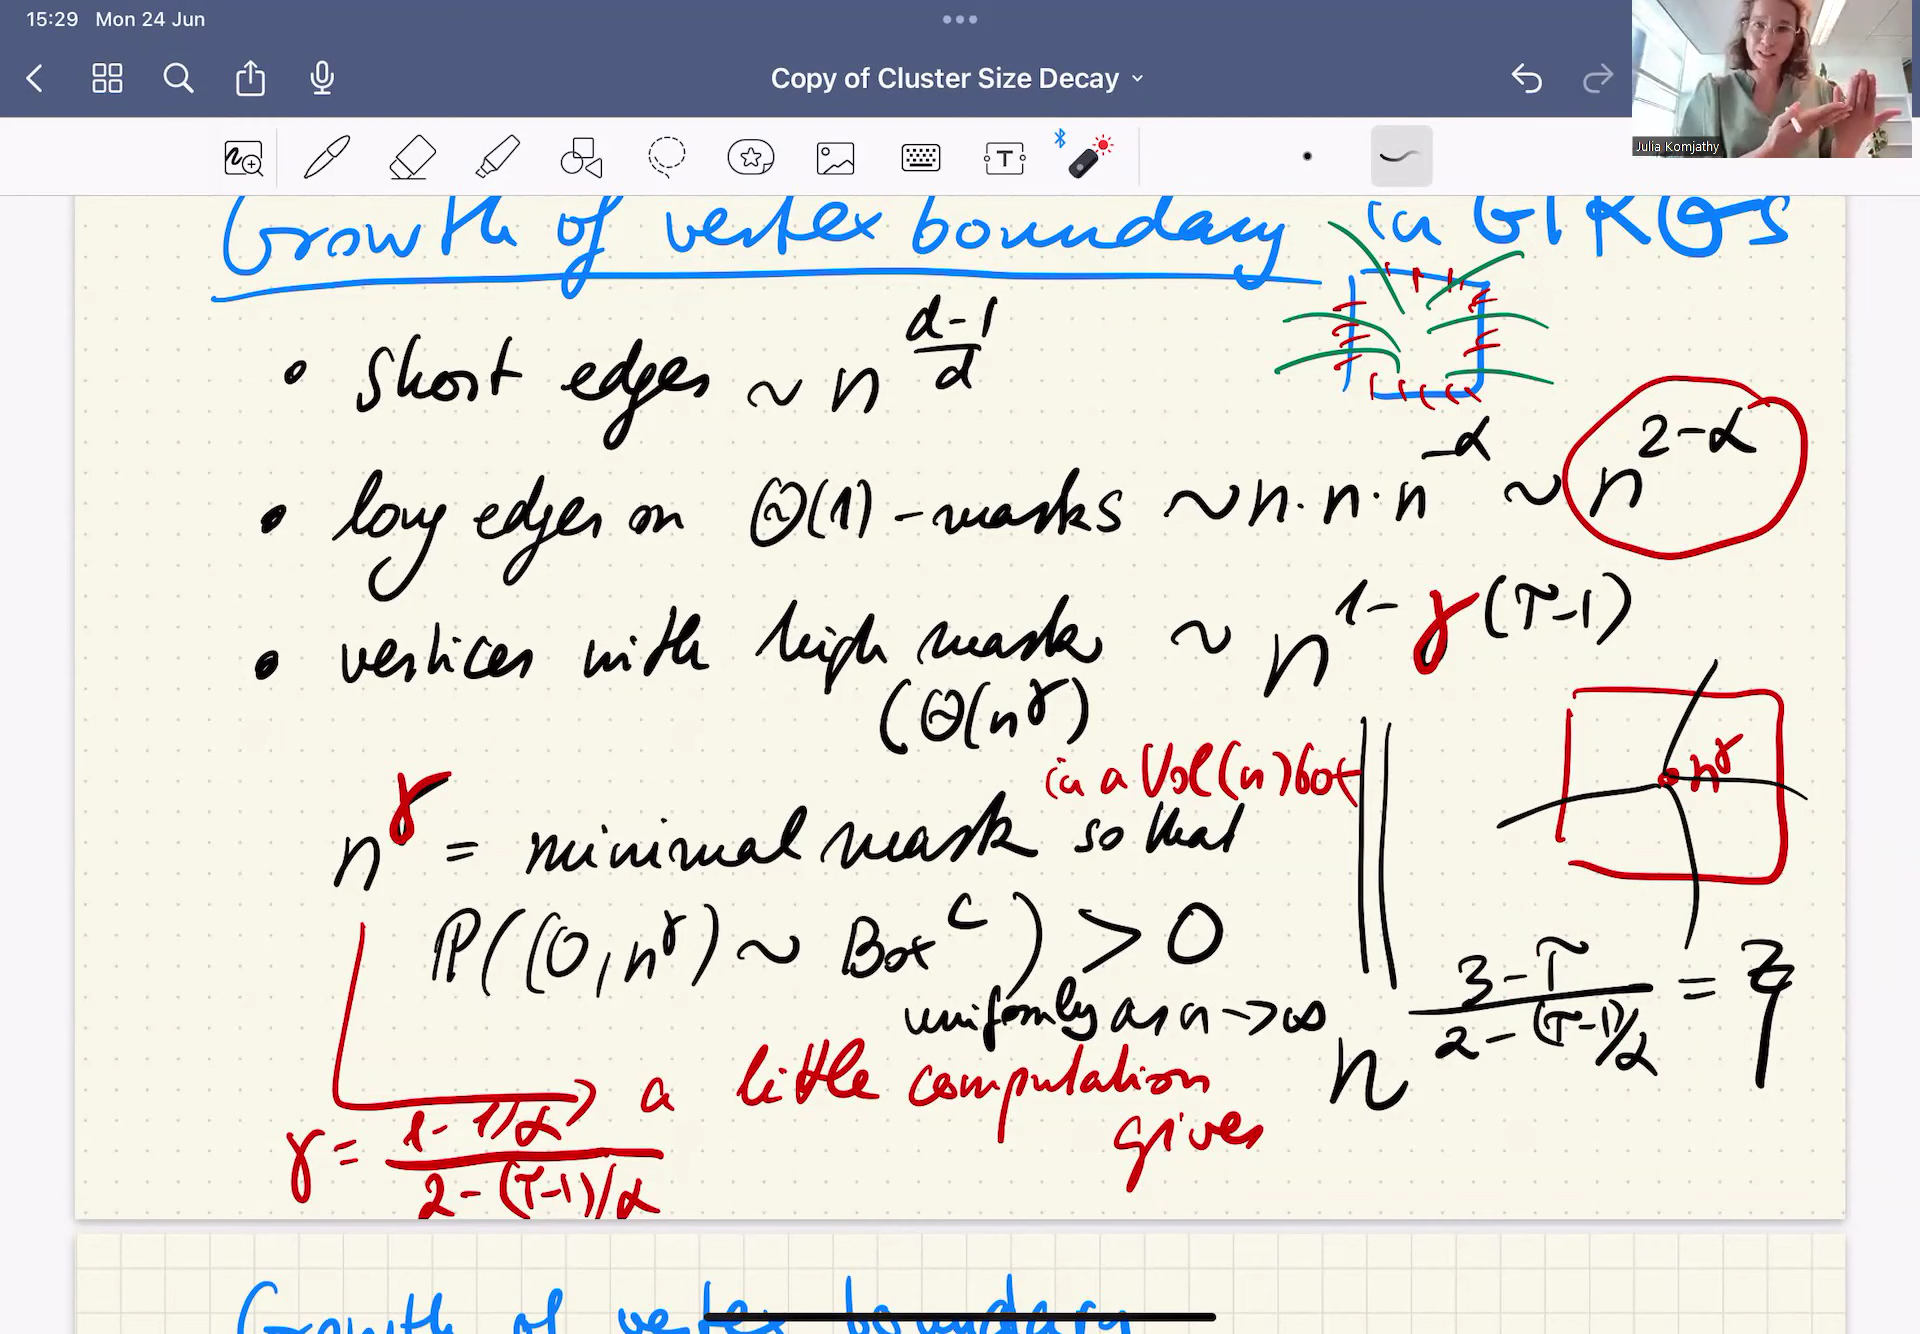 15:29 Mon 24 Jun
Copy of Cluster Size Decay
Julia Komjathy
Growth of vertex boundary in GIRGs
• Short edges ~ n^{\frac{d-1}{d}}
• long edges on Θ(1)-marks ~ n·n·n^{-α} ~ n^{2-α}
• vertices with high mark ~ n^{1-γ(τ-1)}
(Θ(n^γ)
in a Vol(n) box
n^γ = minimal mark so that
n^γ
ℙ((0,n^γ) ~ Box^c) > 0
uniformly as n → ∞
n^{\frac{3-τ}{2-(τ-1)/α}} =
a little computation
gives
γ = \frac{1-1/α}{2-(τ-1)/α}
Growth of vertex boundary